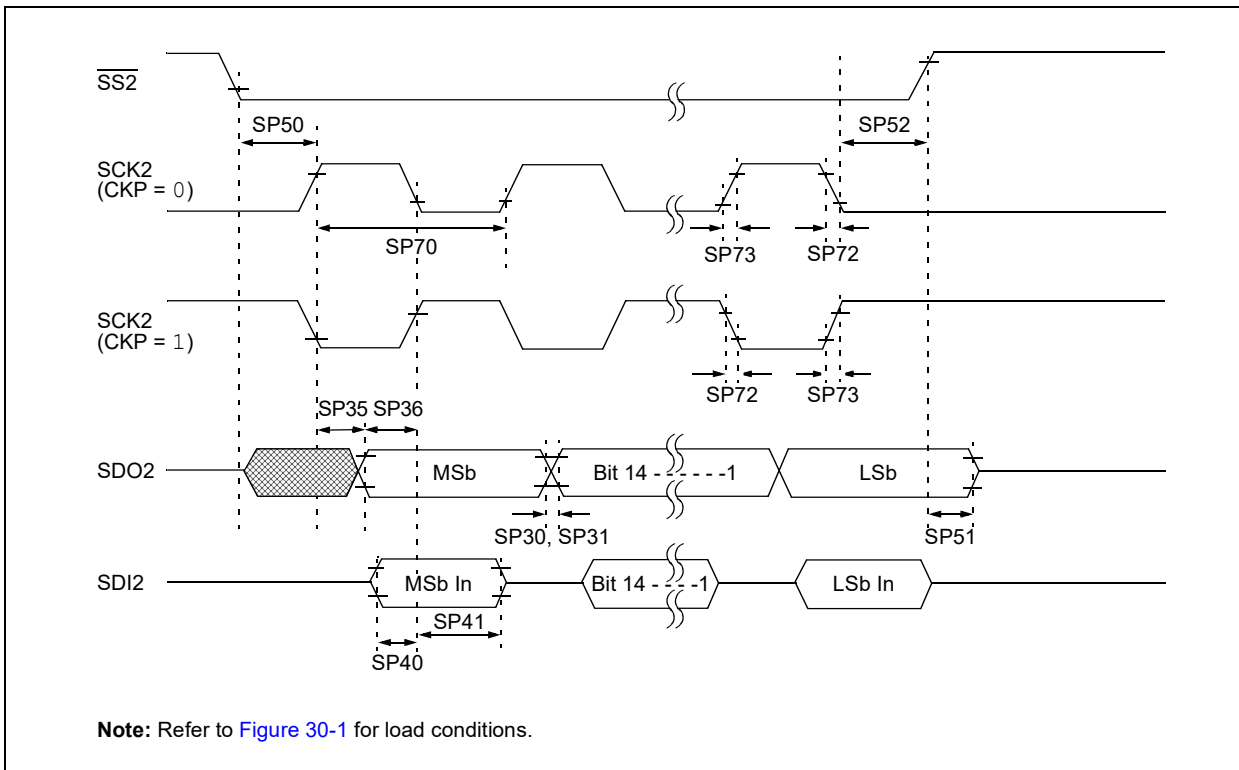 SS2
SP50
SP52
SCK2
(CKP = 0)
SP70
SP73
SP72
SCK2
(CKP = 1)
SP72
SP73
SP35 SP36
SDO2
MSb
Bit 14 - - - - - -1
LSb
SP30, SP31
SP51
SDI2
MSb In
Bit 14 - - - -1
LSb In
SP41
SP40
Note: Refer to Figure 30-1 for load conditions.